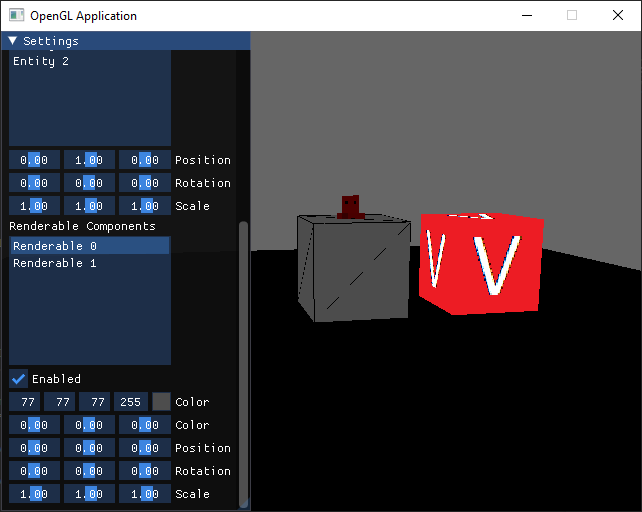 OpenGL Application
Settings
Entity 2
0.00 1.00 0.00 Position
0.00 0.00 0.00 Rotation
1.00 1.00 1.00 Scale
Renderable Components
Renderable 0
Renderable 1
Enabled
77 77 77 255 Color
0.00 0.00 0.00 Color
0.00 0.00 0.00 Position
0.00 0.00 0.00 Rotation
1.00 1.00 1.00 Scale
V V